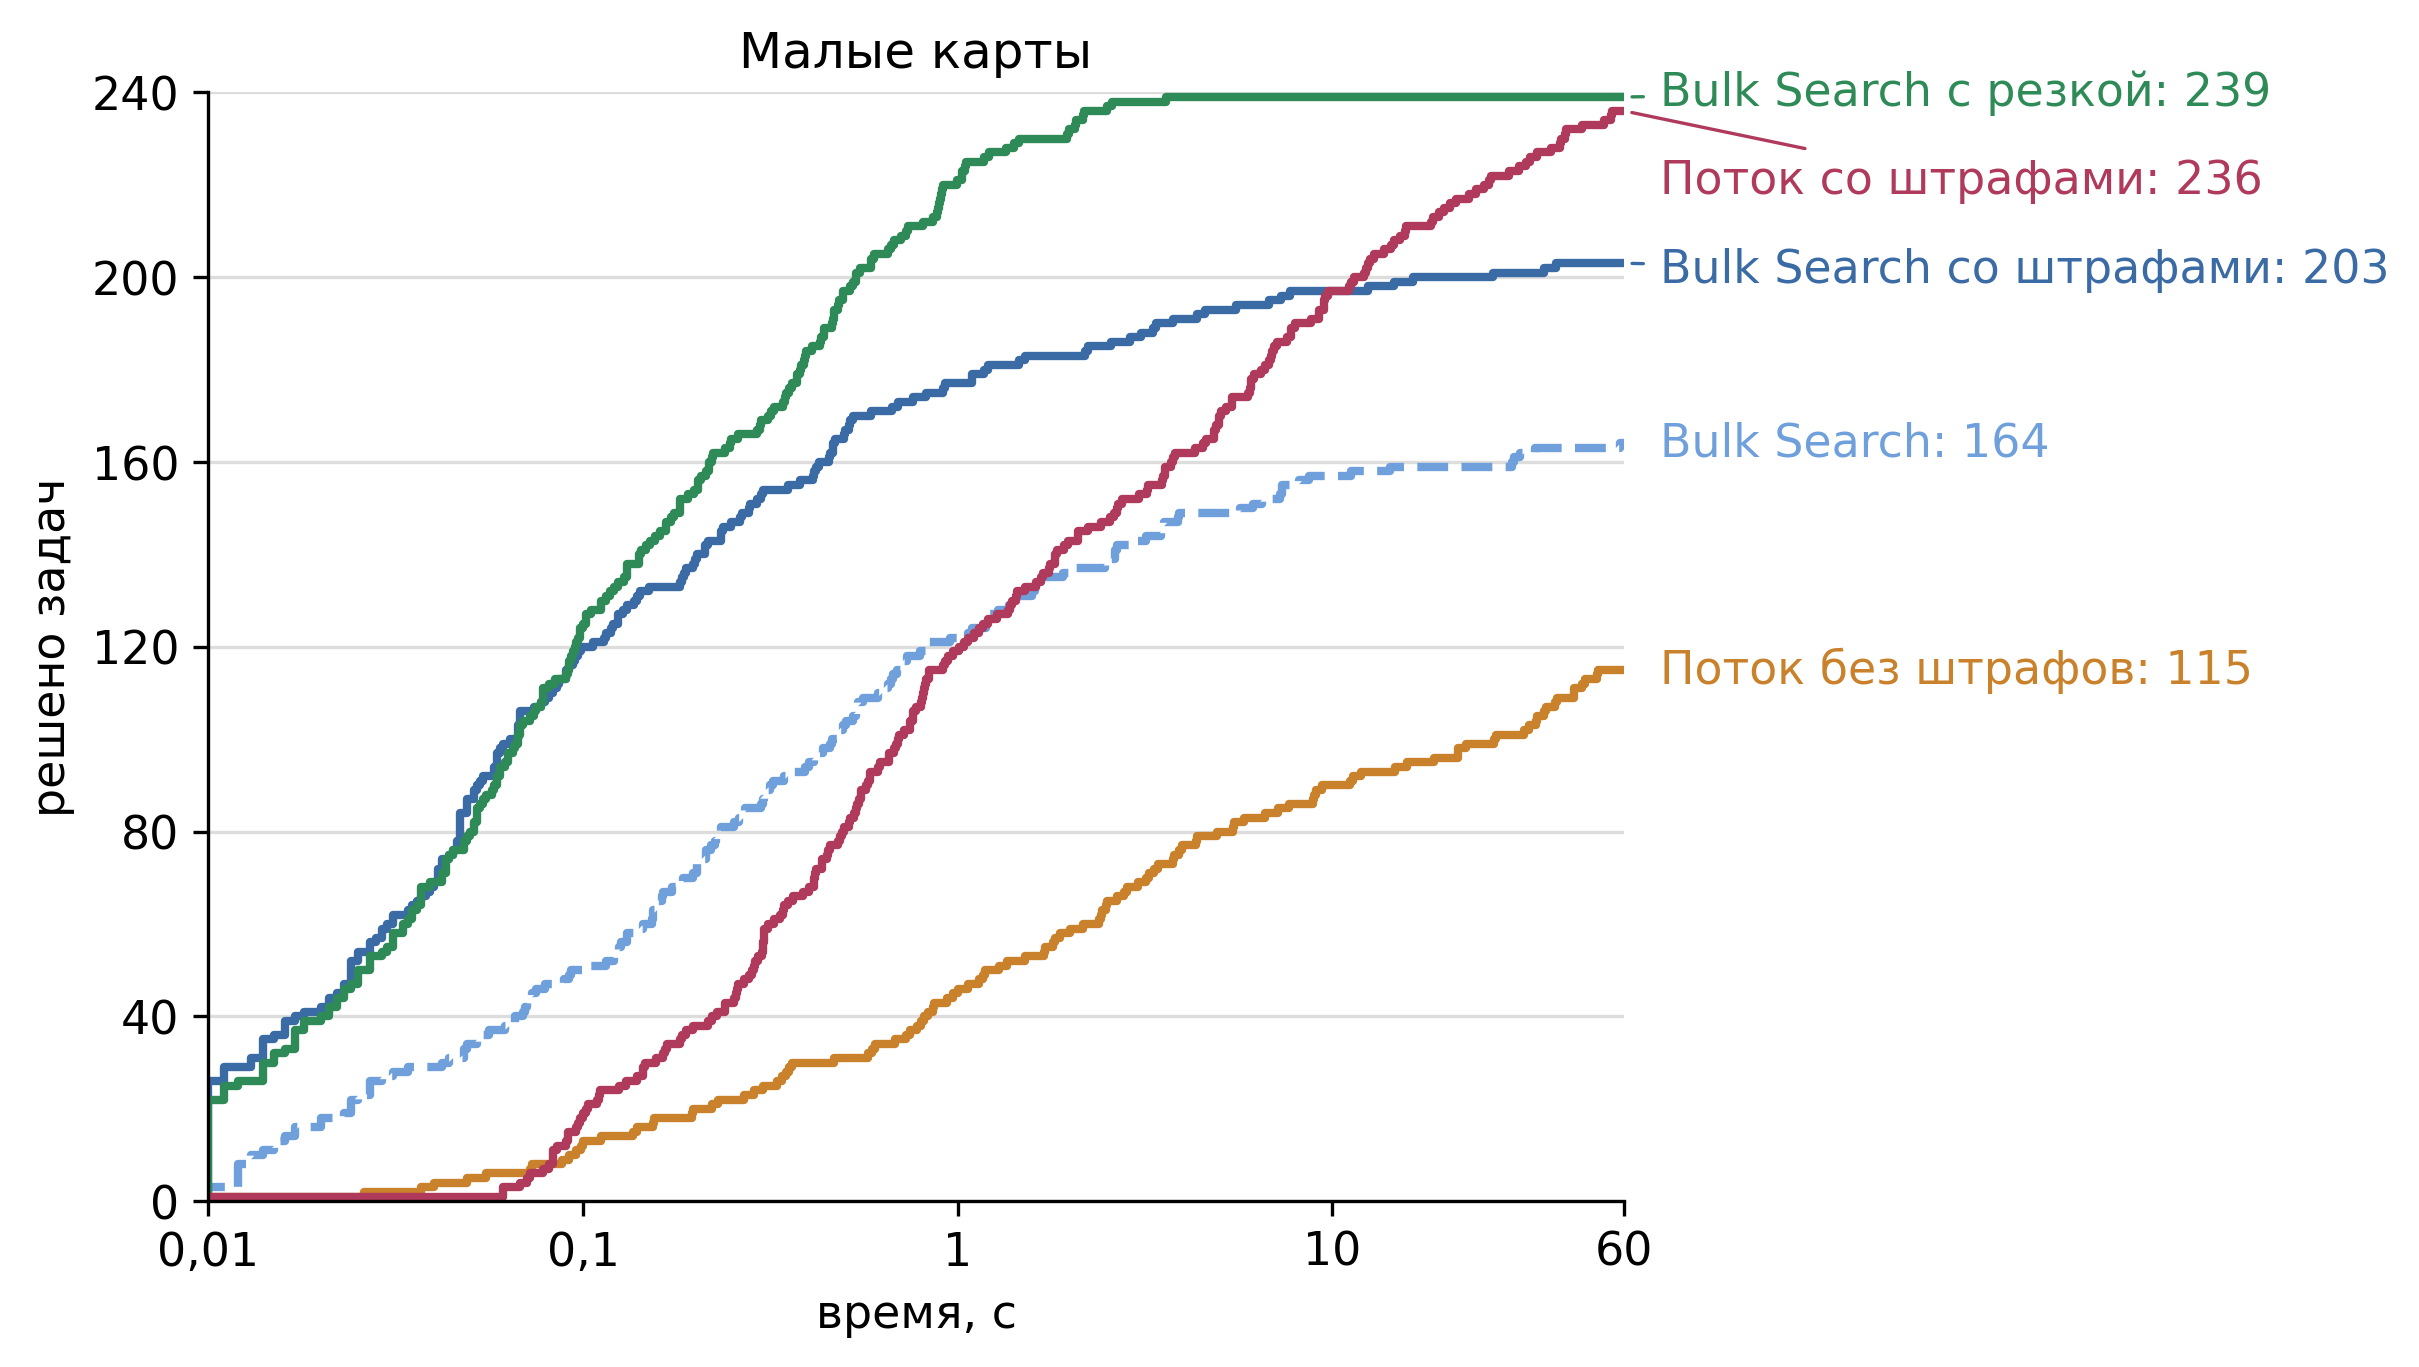 Малые карты
решено задач
240
200
160
120
80
40
0
0,01
0,1
1
10
60
время, с
Bulk Search с резкой: 239
Поток со штрафами: 236
Bulk Search со штрафами: 203
Bulk Search: 164
Поток без штрафов: 115